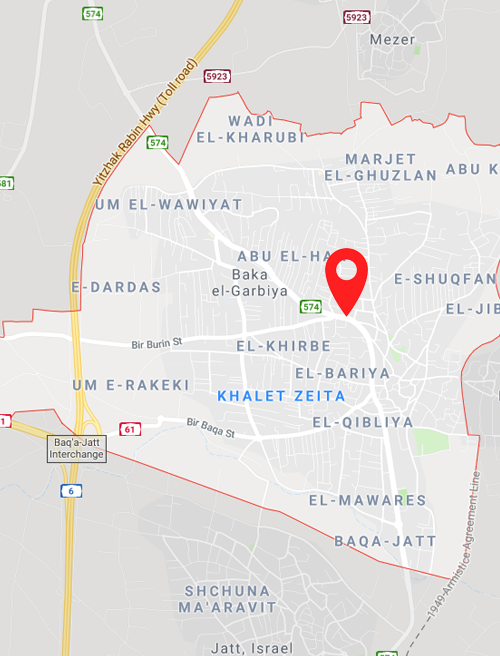 574
5923
Mezer
5923
Yitzhak Rabin Hwy (Toll road)
WADI
EL-KHARUBI
574
MARJET
EL-GHUZLAN
ABU K
581
UM EL-WAWIYAT
ABU EL-HA
Baka
el-Garbiya
E-SHUQFAN
E-DARDAS
574
EL-JIB
Bir Burin St
EL-KHIRBE
EL-BARIYA
UM E-RAKEKI
KHALET ZEITA
1
61
Bir Baqa St
EL-QIBLIYA
Baq'a-Jatt
Interchange
6
EL-MAWARES
BAQA-JATT
1949 Armistice Agreement Line
SHCHUNA
MA'ARAVIT
Jatt, Israel
574